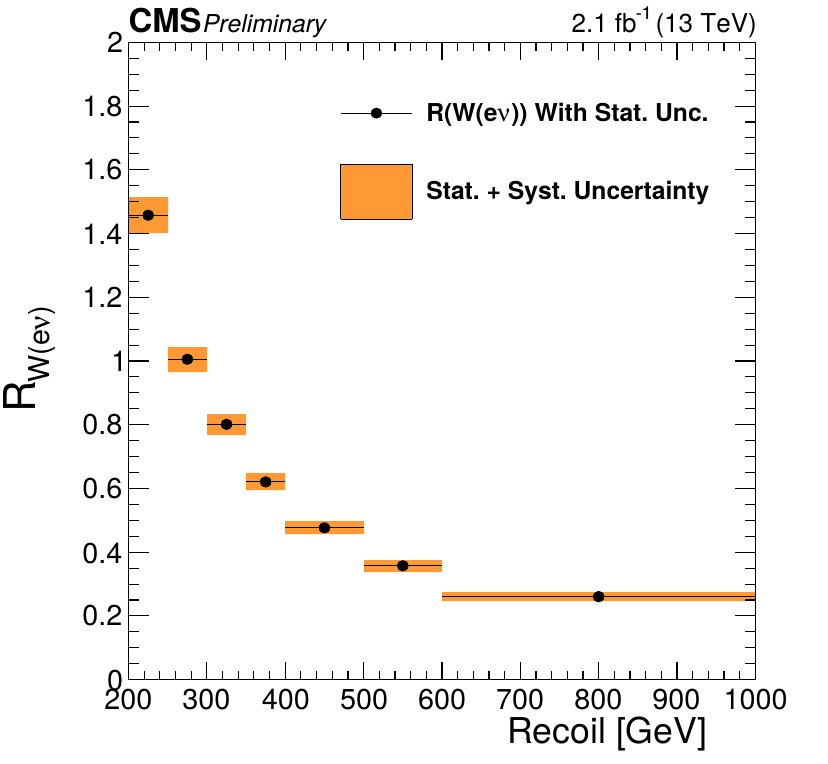 CMS Preliminary 2.1 fb-1 (13 TeV)
2
1.8
R(W(eν)) With Stat. Unc.
1.6
Stat. + Syst. Uncertainty
1.4
1.2
1
0.8
0.6
0.4
0.2
0
RW(eν)
200 300 400 500 600 700 800 900 1000
Recoil [GeV]